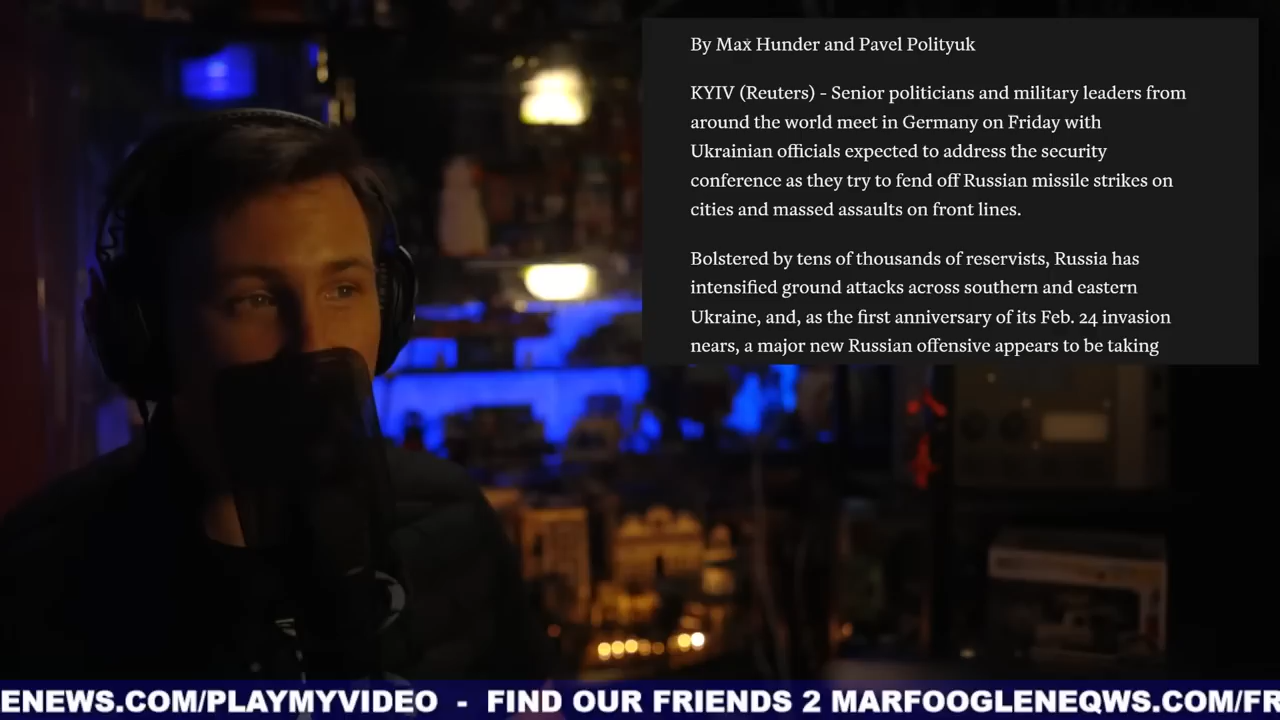 By Max Hunder and Pavel Polityuk
KYIV (Reuters) - Senior politicians and military leaders from
around the world meet in Germany on Friday with
Ukrainian officials expected to address the security
conference as they try to fend off Russian missile strikes on
cities and massed assaults on front lines.
Bolstered by tens of thousands of reservists, Russia has
intensified ground attacks across southern and eastern
Ukraine, and, as the first anniversary of its Feb. 24 invasion
nears, a major new Russian offensive appears to be taking
ENEWS.COM/PLAYMYVIDEO - FIND OUR FRIENDS 2 MARFOOGLENEQWS.COM/FR